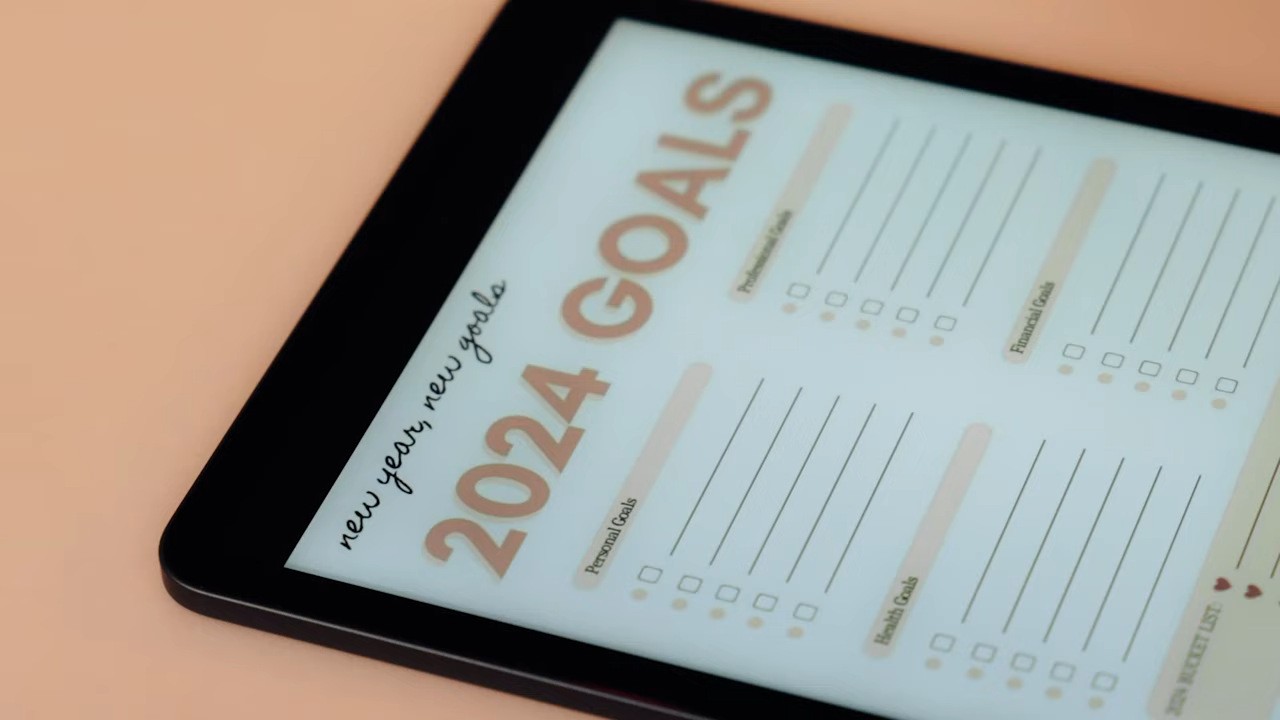 new year, new goals
2024 GOALS
Personal Goals
Professional Goals
Health Goals
Financial Goals
2024 BUCKET LIST: